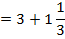 = 3 + 1 1/3